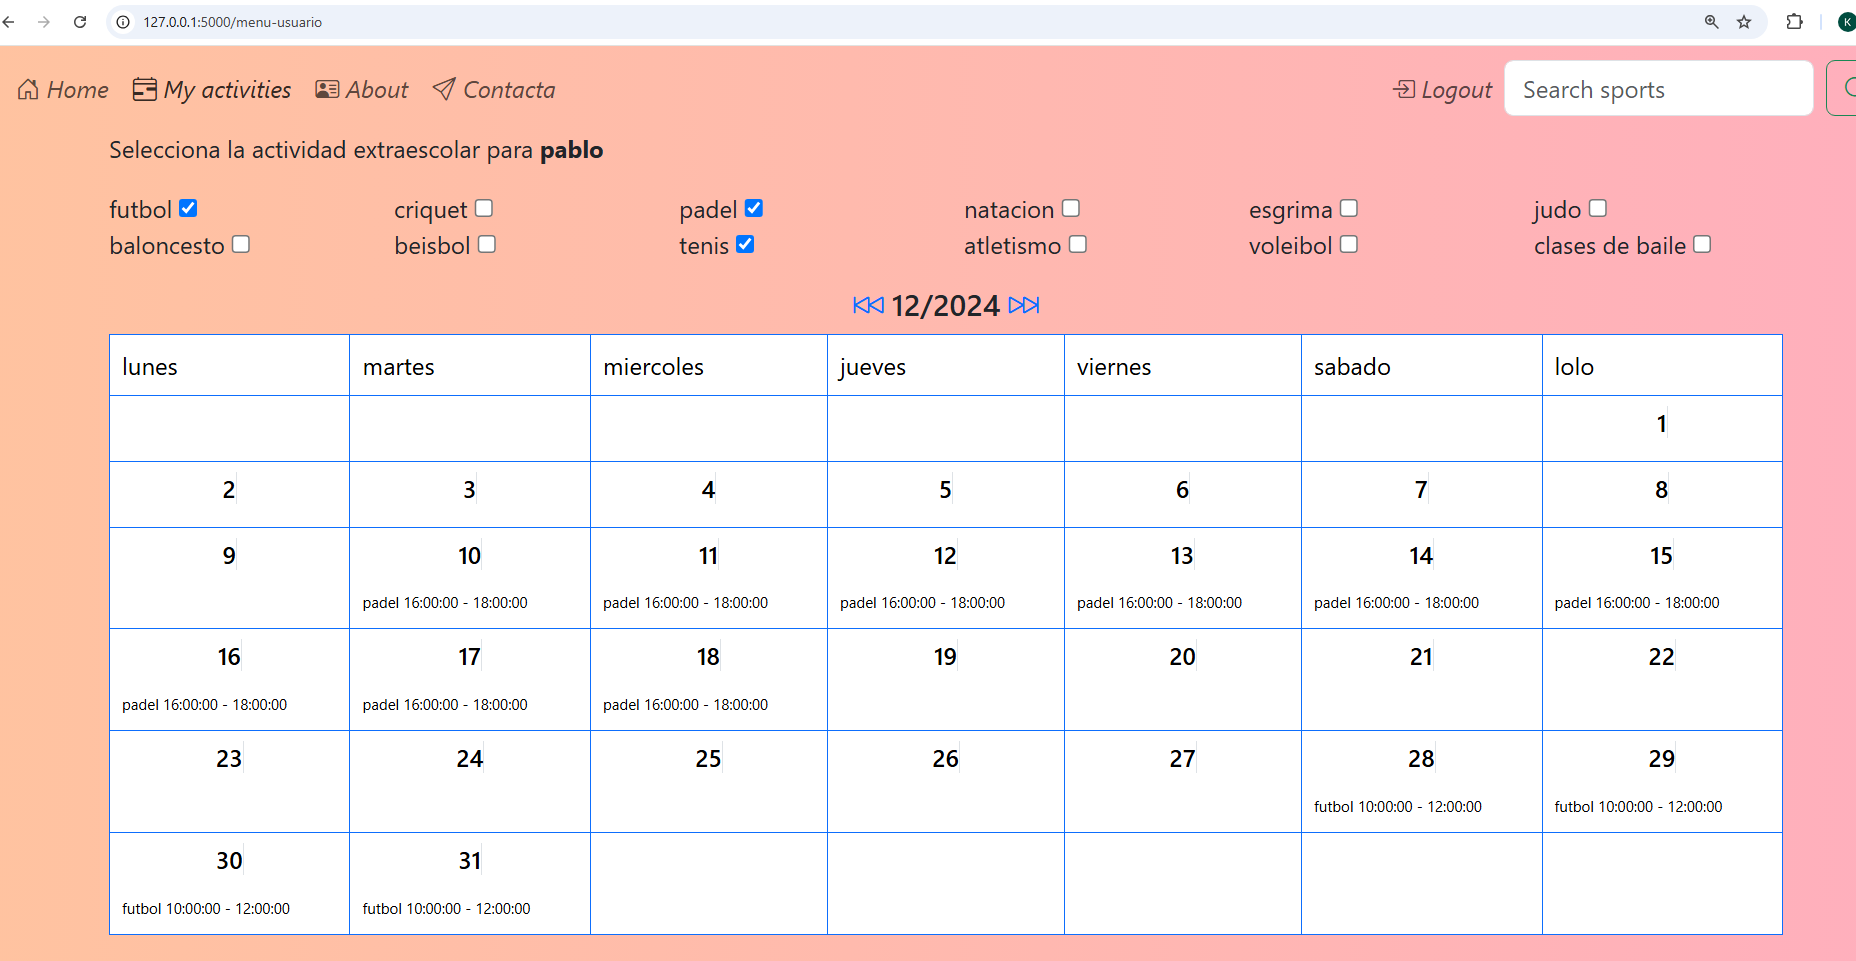 127.0.0.1:5000/menu-usuario
K
Home My activities About Contacta Logout Search sports
Selecciona la actividad extraescolar para pablo
futbol criquet padel natacion esgrima judo
baloncesto beisbol tenis atletismo voleibol clases de baile
12/2024
lunes martes miercoles jueves viernes sabado lolo
1
2 3 4 5 6 7 8
9 10 11 12 13 14 15
padel 16:00:00 - 18:00:00 padel 16:00:00 - 18:00:00 padel 16:00:00 - 18:00:00 padel 16:00:00 - 18:00:00 padel 16:00:00 - 18:00:00 padel 16:00:00 - 18:00:00
16 17 18 19 20 21 22
padel 16:00:00 - 18:00:00 padel 16:00:00 - 18:00:00 padel 16:00:00 - 18:00:00
23 24 25 26 27 28 29
futbol 10:00:00 - 12:00:00 futbol 10:00:00 - 12:00:00
30 31
futbol 10:00:00 - 12:00:00 futbol 10:00:00 - 12:00:00